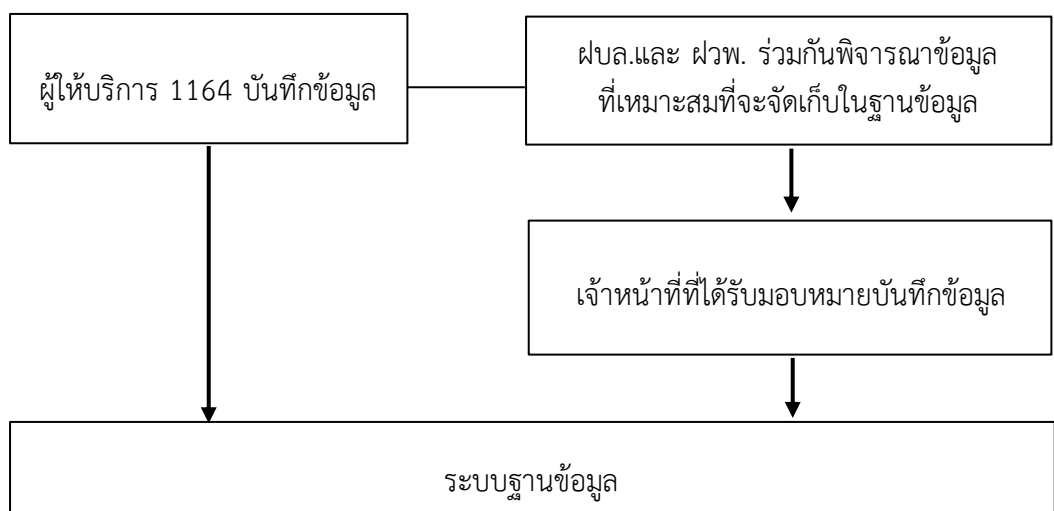 ผู้ให้บริการ 1164 บันทึกข้อมูล
ฝบล.และ ฝวพ. ร่วมกันพิจารณาข้อมูล
ที่เหมาะสมที่จะจัดเก็บในฐานข้อมูล
เจ้าหน้าที่ที่ได้รับมอบหมายบันทึกข้อมูล
ระบบฐานข้อมูล